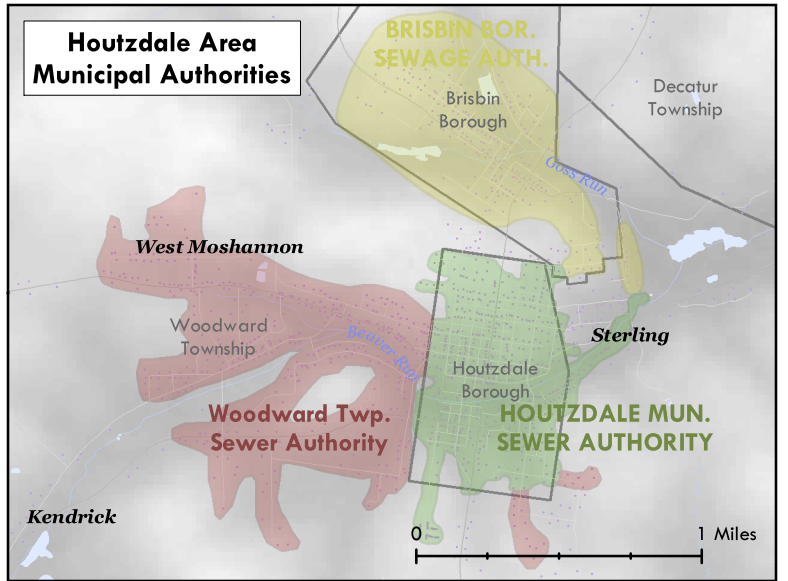 Houtzdale Area
Municipal Authorities
BRISBIN BOR.
SEWAGE AUTH.
Brisbin
Borough
Decatur
Township
Goss Run
West Moshannon
Woodward
Township
Beaver Run
Sterling
Houtzdale
Borough
Woodward Twp.
Sewer Authority
HOUTZDALE MUN.
SEWER AUTHORITY
Kendrick
0
1 Miles